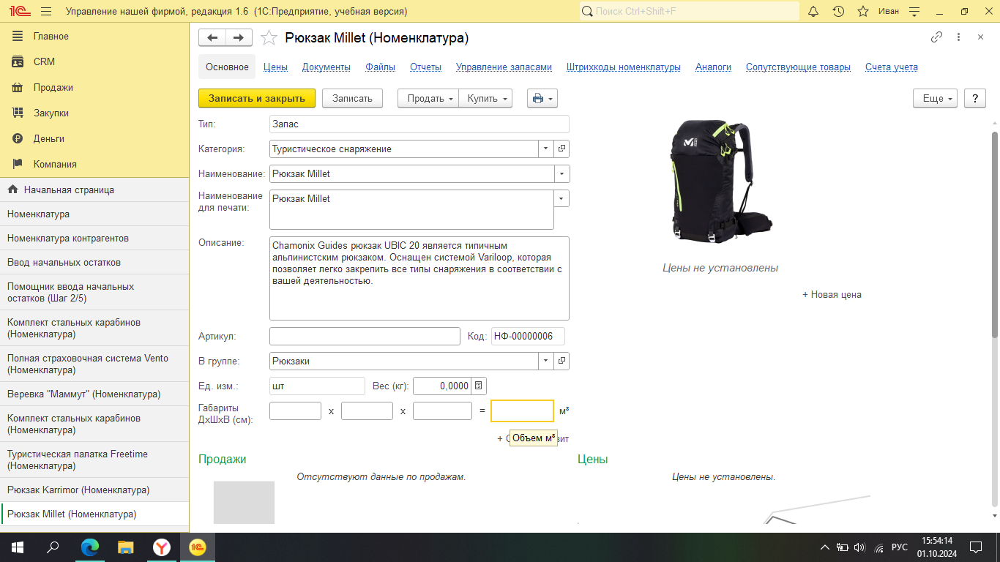 1С Управление нашей фирмой, редакция 1.6 (1С:Предприятие, учебная версия) Поиск Ctrl+Shift+F Иван
Главное
CRM
Продажи
Закупки
Деньги
Компания
Начальная страница
Номенклатура
Номенклатура контрагентов
Ввод начальных остатков
Помощник ввода начальных
остатков (Шаг 2/5)
Комплект стальных карабинов
(Номенклатура)
Полная страховочная система Vento
(Номенклатура)
Веревка "Маммут" (Номенклатура)
Комплект стальных карабинов
(Номенклатура)
Туристическая палатка Freetime
(Номенклатура)
Рюкзак Karrimor (Номенклатура)
Рюкзак Millet (Номенклатура)
Рюкзак Millet (Номенклатура)
Основное Цены Документы Файлы Отчеты Управление запасами Штрихкоды номенклатуры Аналоги Сопутствующие товары Счета учета
Записать и закрыть Записать Продать Купить Еще ?
Тип: Запас
Категория: Туристическое снаряжение
Наименование: Рюкзак Millet
Наименование
для печати: Рюкзак Millet
Описание: Chamonix Guides рюкзак UBIC 20 является типичным
альпинистским рюкзаком. Оснащен системой Variloop, которая
позволяет легко закрепить все типы снаряжения в соответствии с
вашей деятельностью.
Артикул: Код: НФ-00000006
В группе: Рюкзаки
Ед. изм.: шт Вес (кг): 0,0000
Габариты
ДхШхВ (см): х х = м³
Объем м³
Цены не установлены
+ Новая цена
Продажи
Отсутствуют данные по продажам.
Цены
Цены не установлены.
РУС
15:54:14
01.10.2024